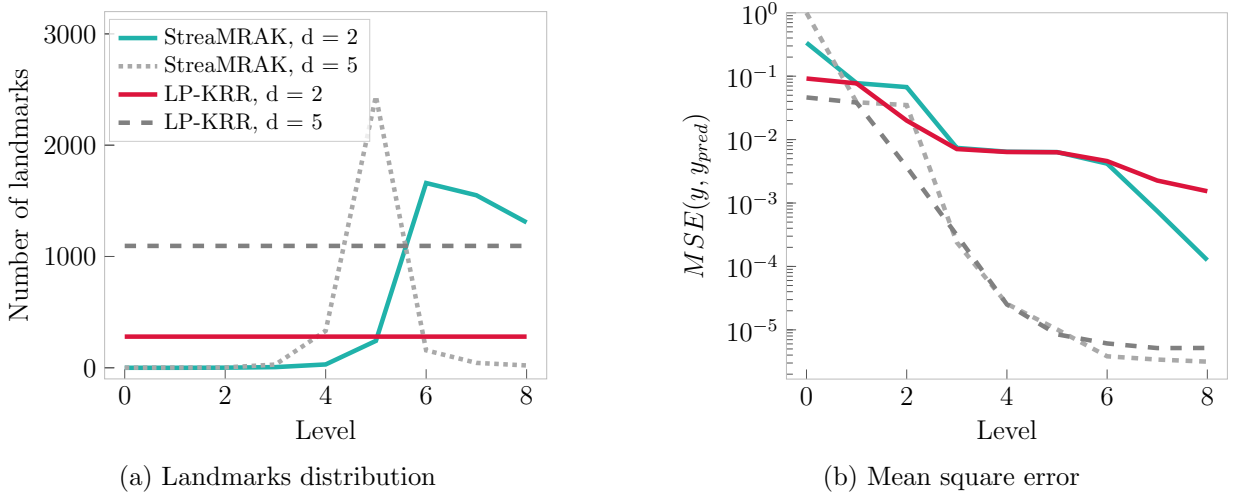 3000
2000
1000
0
Number of landmarks
StreaMRAK, d = 2
StreaMRAK, d = 5
LP-KRR, d = 2
LP-KRR, d = 5
0 2 4 6 8
Level
(a) Landmarks distribution
10^0
10^{-1}
10^{-2}
10^{-3}
10^{-4}
10^{-5}
MSE(y, y_{pred})
0 2 4 6 8
Level
(b) Mean square error